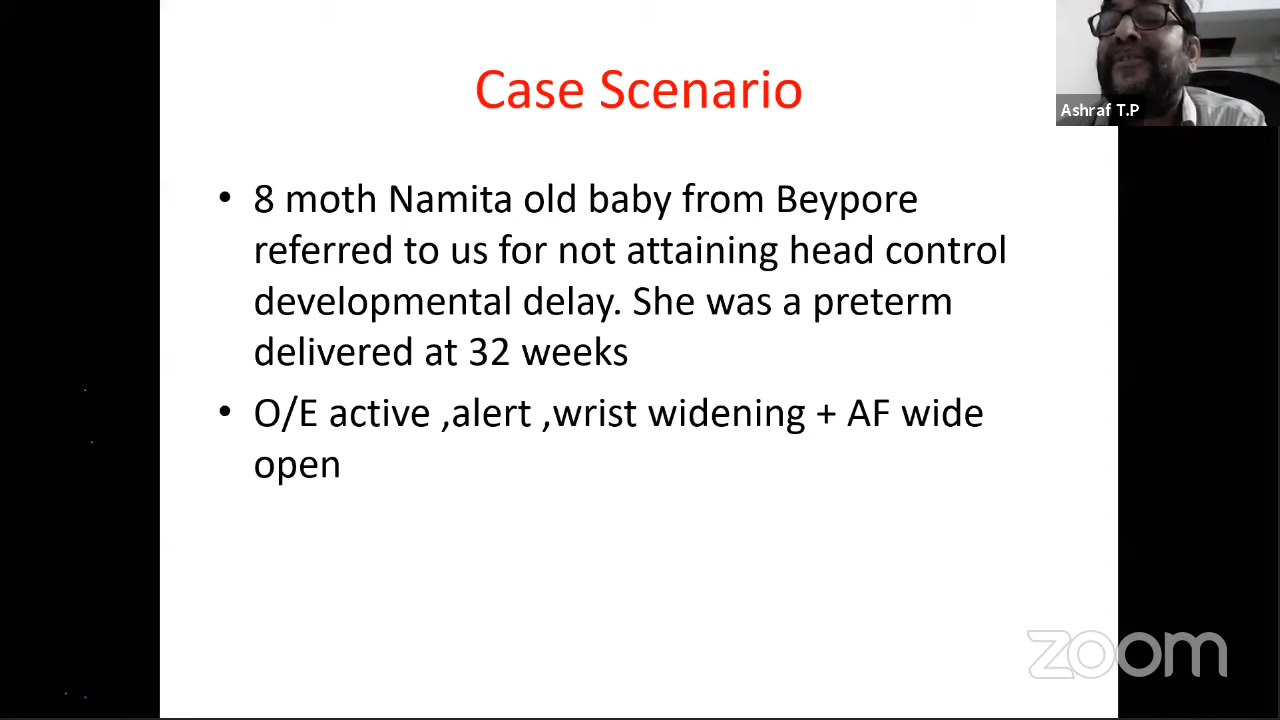 Case Scenario
Ashraf T.P
• 8 moth Namita old baby from Beypore
referred to us for not attaining head control
developmental delay. She was a preterm
delivered at 32 weeks
• O/E active ,alert ,wrist widening + AF wide
open
zoom